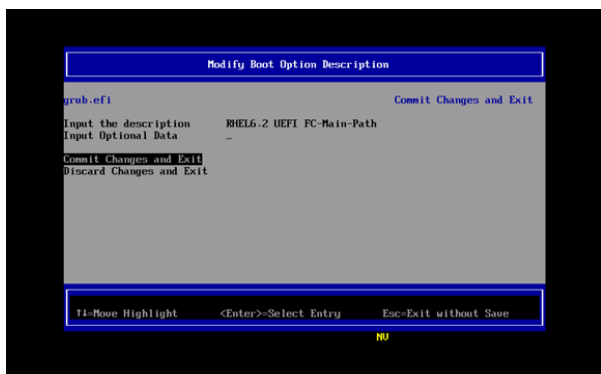 Modify Boot Option Description
grub.efi Commit Changes and Exit
Input the description RHEL6.2 UEFI FC-Main-Path
Input Optional Data _
Commit Changes and Exit
Discard Changes and Exit
↑↓=Move Highlight <Enter>=Select Entry Esc=Exit without Save
NV